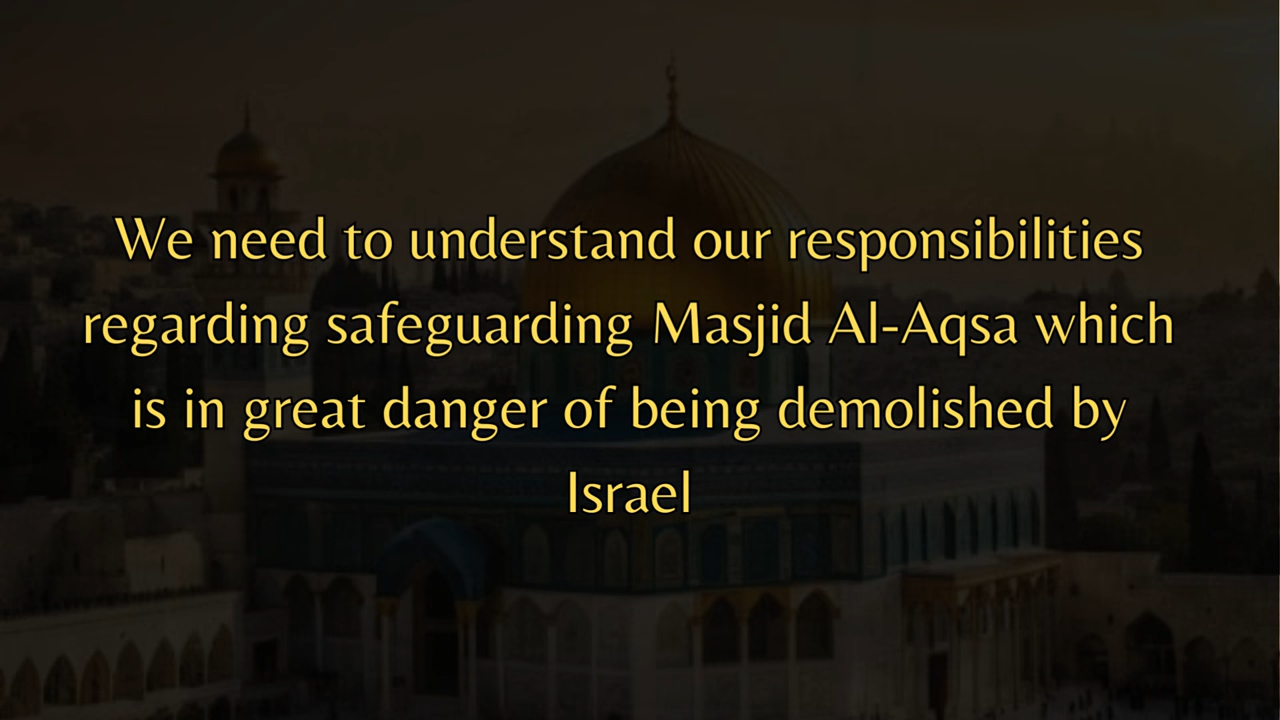 We need to understand our responsibilities
regarding safeguarding Masjid Al-Aqsa which
is in great danger of being demolished by
Israel